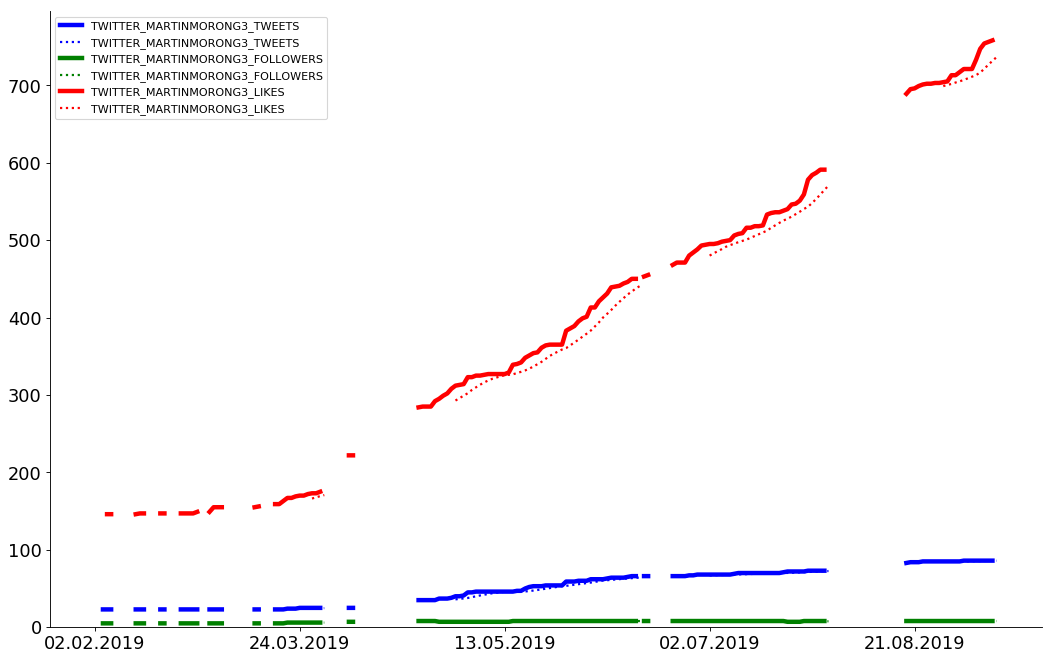 TWITTER_MARTINMORONG3_TWEETS
TWITTER_MARTINMORONG3_TWEETS
TWITTER_MARTINMORONG3_FOLLOWERS
TWITTER_MARTINMORONG3_FOLLOWERS
TWITTER_MARTINMORONG3_LIKES
TWITTER_MARTINMORONG3_LIKES
700
600
500
400
300
200
100
0
02.02.2019 24.03.2019 13.05.2019 02.07.2019 21.08.2019